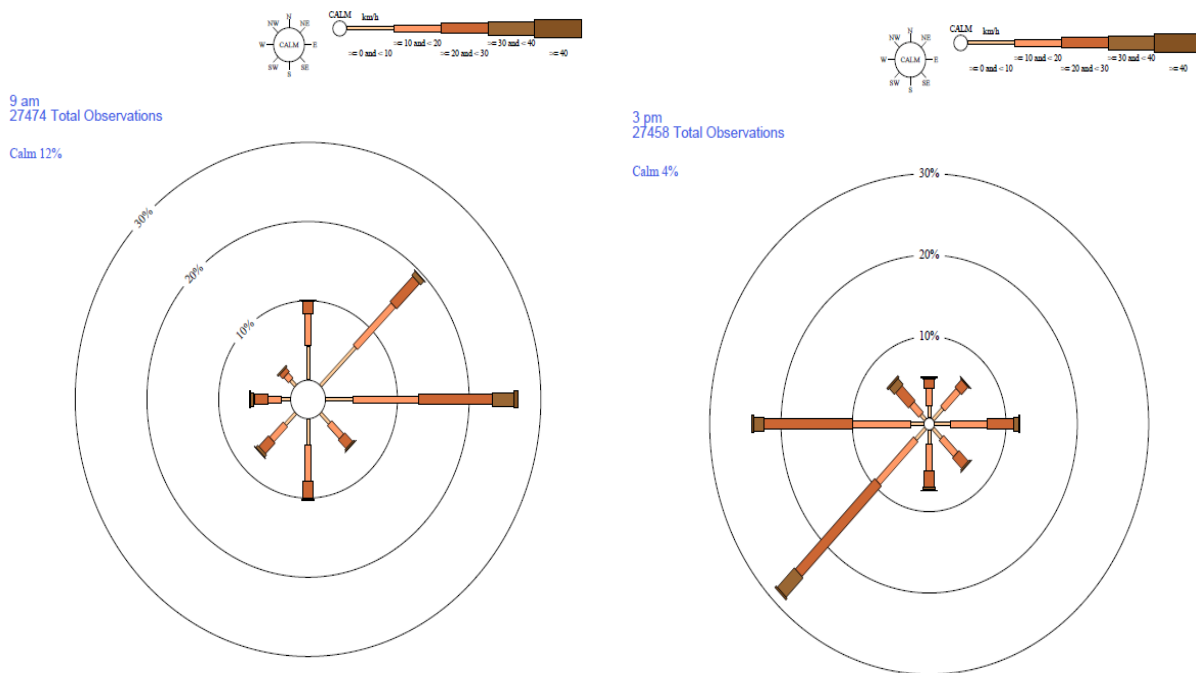 N
NW NE
W CALM E
SW SE
S
CALM km/h
>= 10 and < 20 >=30 and < 40
>= 0 and < 10 >= 20 and < 30 >= 40
9 am
27474 Total Observations
Calm 12%
30%
20%
10%
N
NW NE
W CALM E
SW SE
S
CALM km/h
>= 10 and < 20 >=30 and < 40
>= 0 and < 10 >= 20 and < 30 >= 40
3 pm
27458 Total Observations
Calm 4%
30%
20%
10%